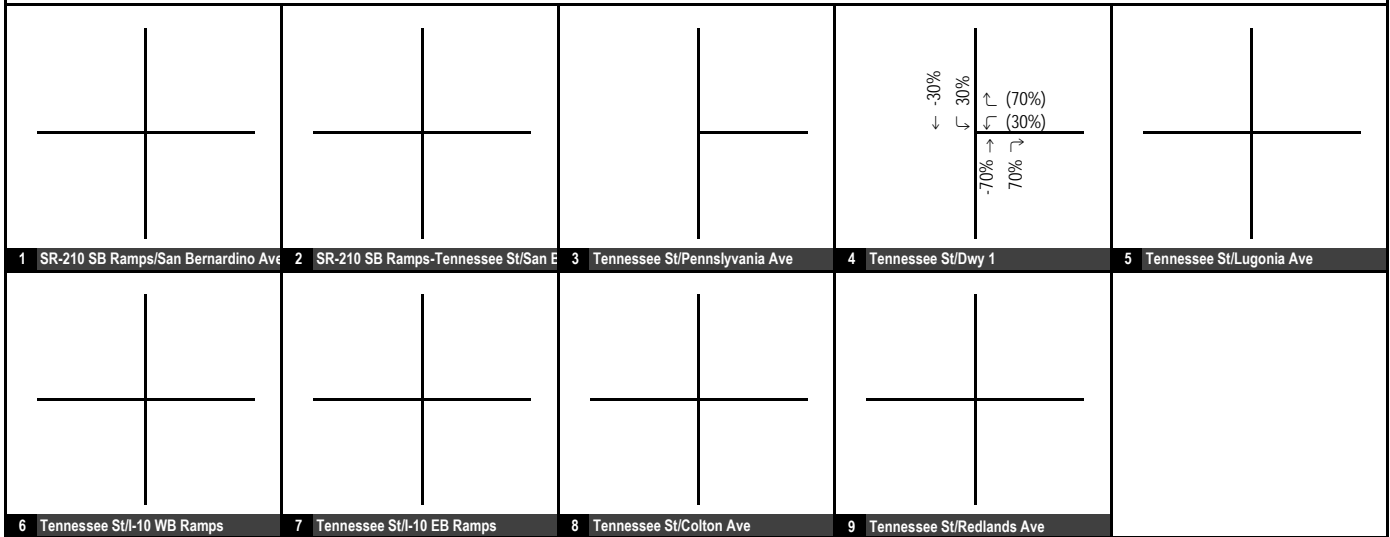 -30%
30%
(70%)
(30%)
-70%
70%
1 SR-210 SB Ramps/San Bernardino Ave
2 SR-210 SB Ramps-Tennessee St/San B
3 Tennessee St/Pennslyvania Ave
4 Tennessee St/Dwy 1
5 Tennessee St/Lugonia Ave
6 Tennessee St/I-10 WB Ramps
7 Tennessee St/I-10 EB Ramps
8 Tennessee St/Colton Ave
9 Tennessee St/Redlands Ave